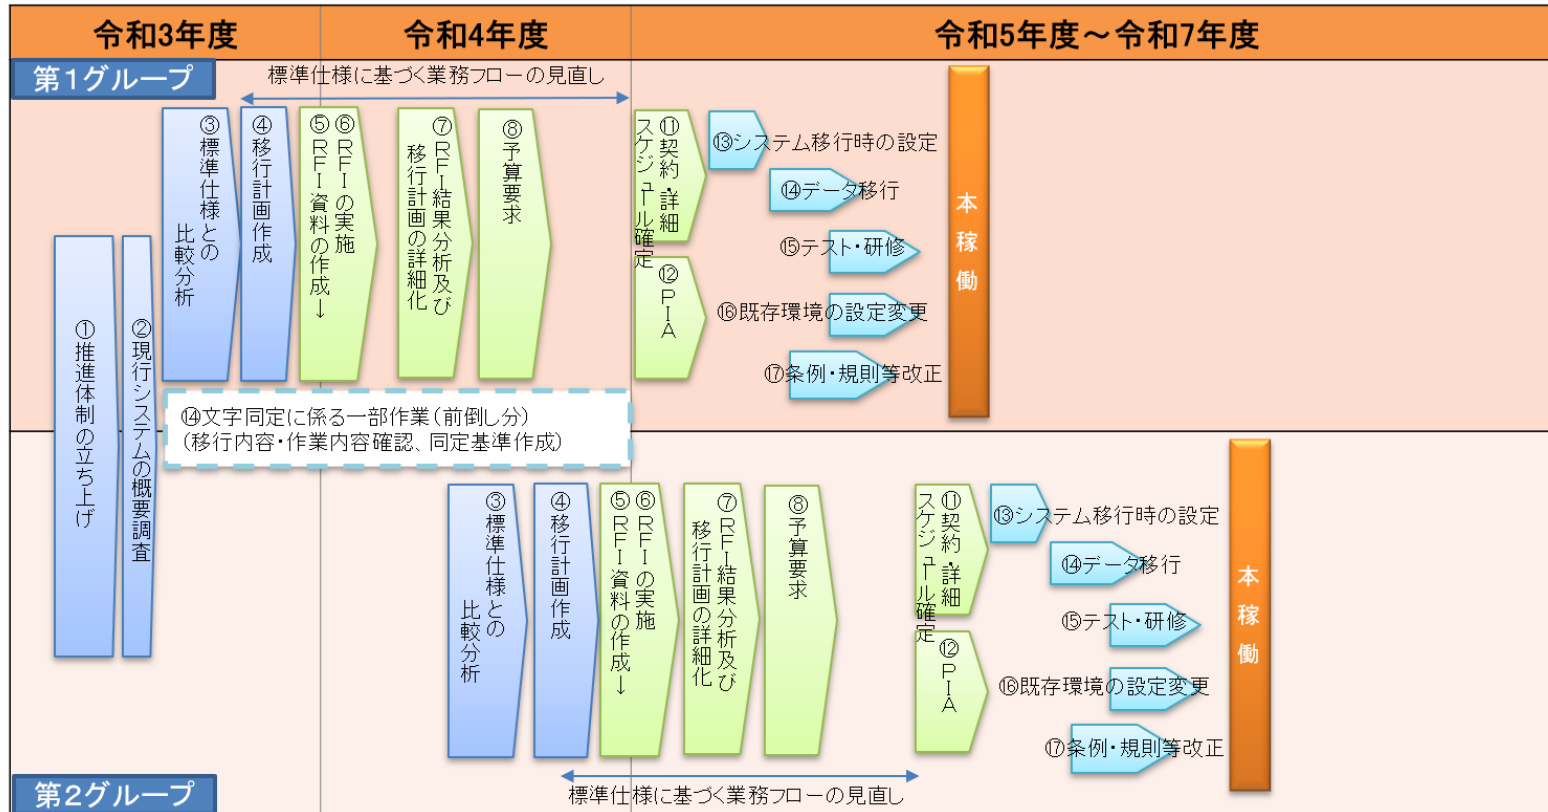 令和3年度
令和4年度
令和5年度～令和7年度
第1グループ
標準仕様に基づく業務フローの見直し
①推進体制の立ち上げ
②現行システムの概要調査
③標準仕様との
比較分析
④移行計画作成
⑥RFIの実施
⑤RFI資料の作成→
⑦RFI結果分析及び
移行計画の詳細化
⑧予算要求
⑪契約・詳細
スケジュール確定
⑫PIA
⑬システム移行時の設定
⑭データ移行
⑮テスト・研修
⑯既存環境の設定変更
⑰条例・規則等改正
本稼働
⑭文字同定に係る一部作業（前倒し分）
（移行内容・作業内容確認、同定基準作成）
③標準仕様との
比較分析
④移行計画作成
⑥RFIの実施
⑤RFI資料の作成→
⑦RFI結果分析及び
移行計画の詳細化
⑧予算要求
⑪契約・詳細
スケジュール確定
⑫PIA
⑬システム移行時の設定
⑭データ移行
⑮テスト・研修
⑯既存環境の設定変更
⑰条例・規則等改正
本稼働
標準仕様に基づく業務フローの見直し
第2グループ